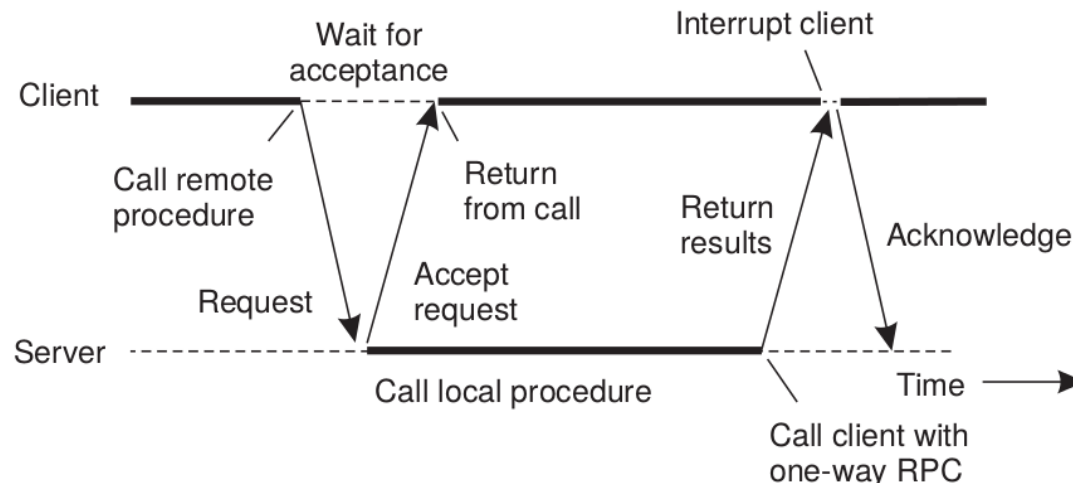 Interrupt client
Wait for
acceptance
Client
Call remote
procedure
Return
from call
Return
results
Acknowledge
Request
Accept
request
Server
Call local procedure
Time
Call client with
one-way RPC